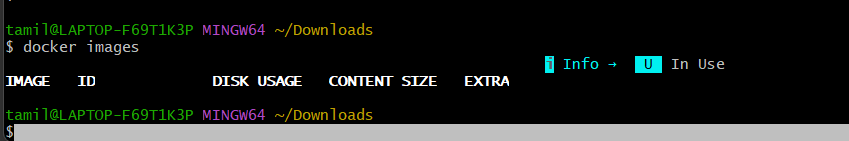 tamil@LAPTOP-F69T1K3P MINGW64 ~/Downloads
$ docker images
i Info → U In Use
IMAGE ID DISK USAGE CONTENT SIZE EXTRA
tamil@LAPTOP-F69T1K3P MINGW64 ~/Downloads
$